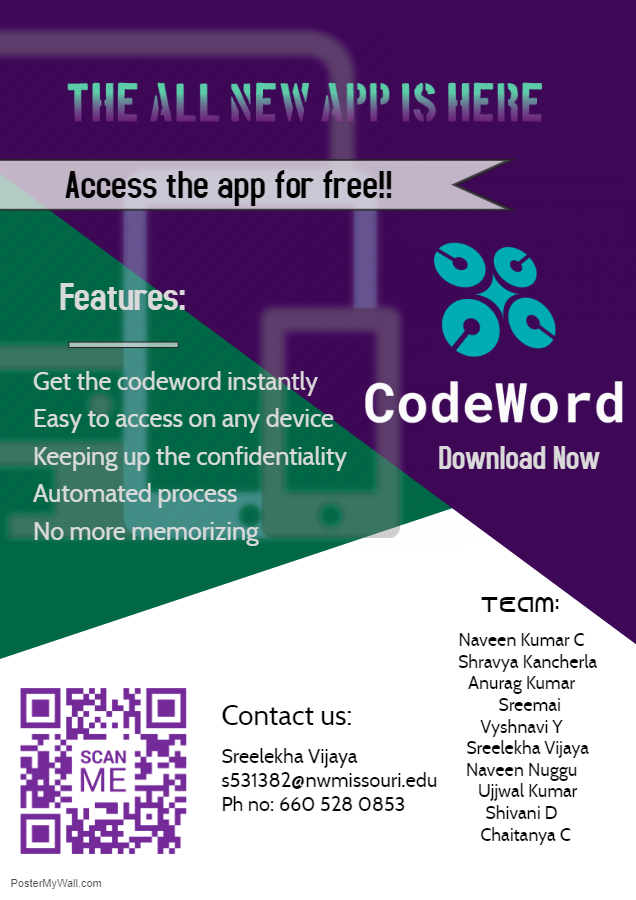 THE ALL NEW APP IS HERE
Access the app for free!!
Features:
Get the codeword instantly
Easy to access on any device
Keeping up the confidentiality
Automated process
No more memorizing
CodeWord
Download Now
TEAM:
Naveen Kumar C
Shravya Kancherla
Anurag Kumar
Sreemai
Vyshnavi Y
Sreelekha Vijaya
Naveen Nuggu
Ujjwal Kumar
Shivani D
Chaitanya C
SCAN
ME
Contact us:
Sreelekha Vijaya
s531382@nwmissouri.edu
Ph no: 660 528 0853
PosterMyWall.com